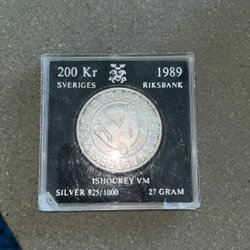 200 Kr 1989
SVERIGES RIKSBANK
ISHOCKEY VM
SILVER 925/1000 27 GRAM